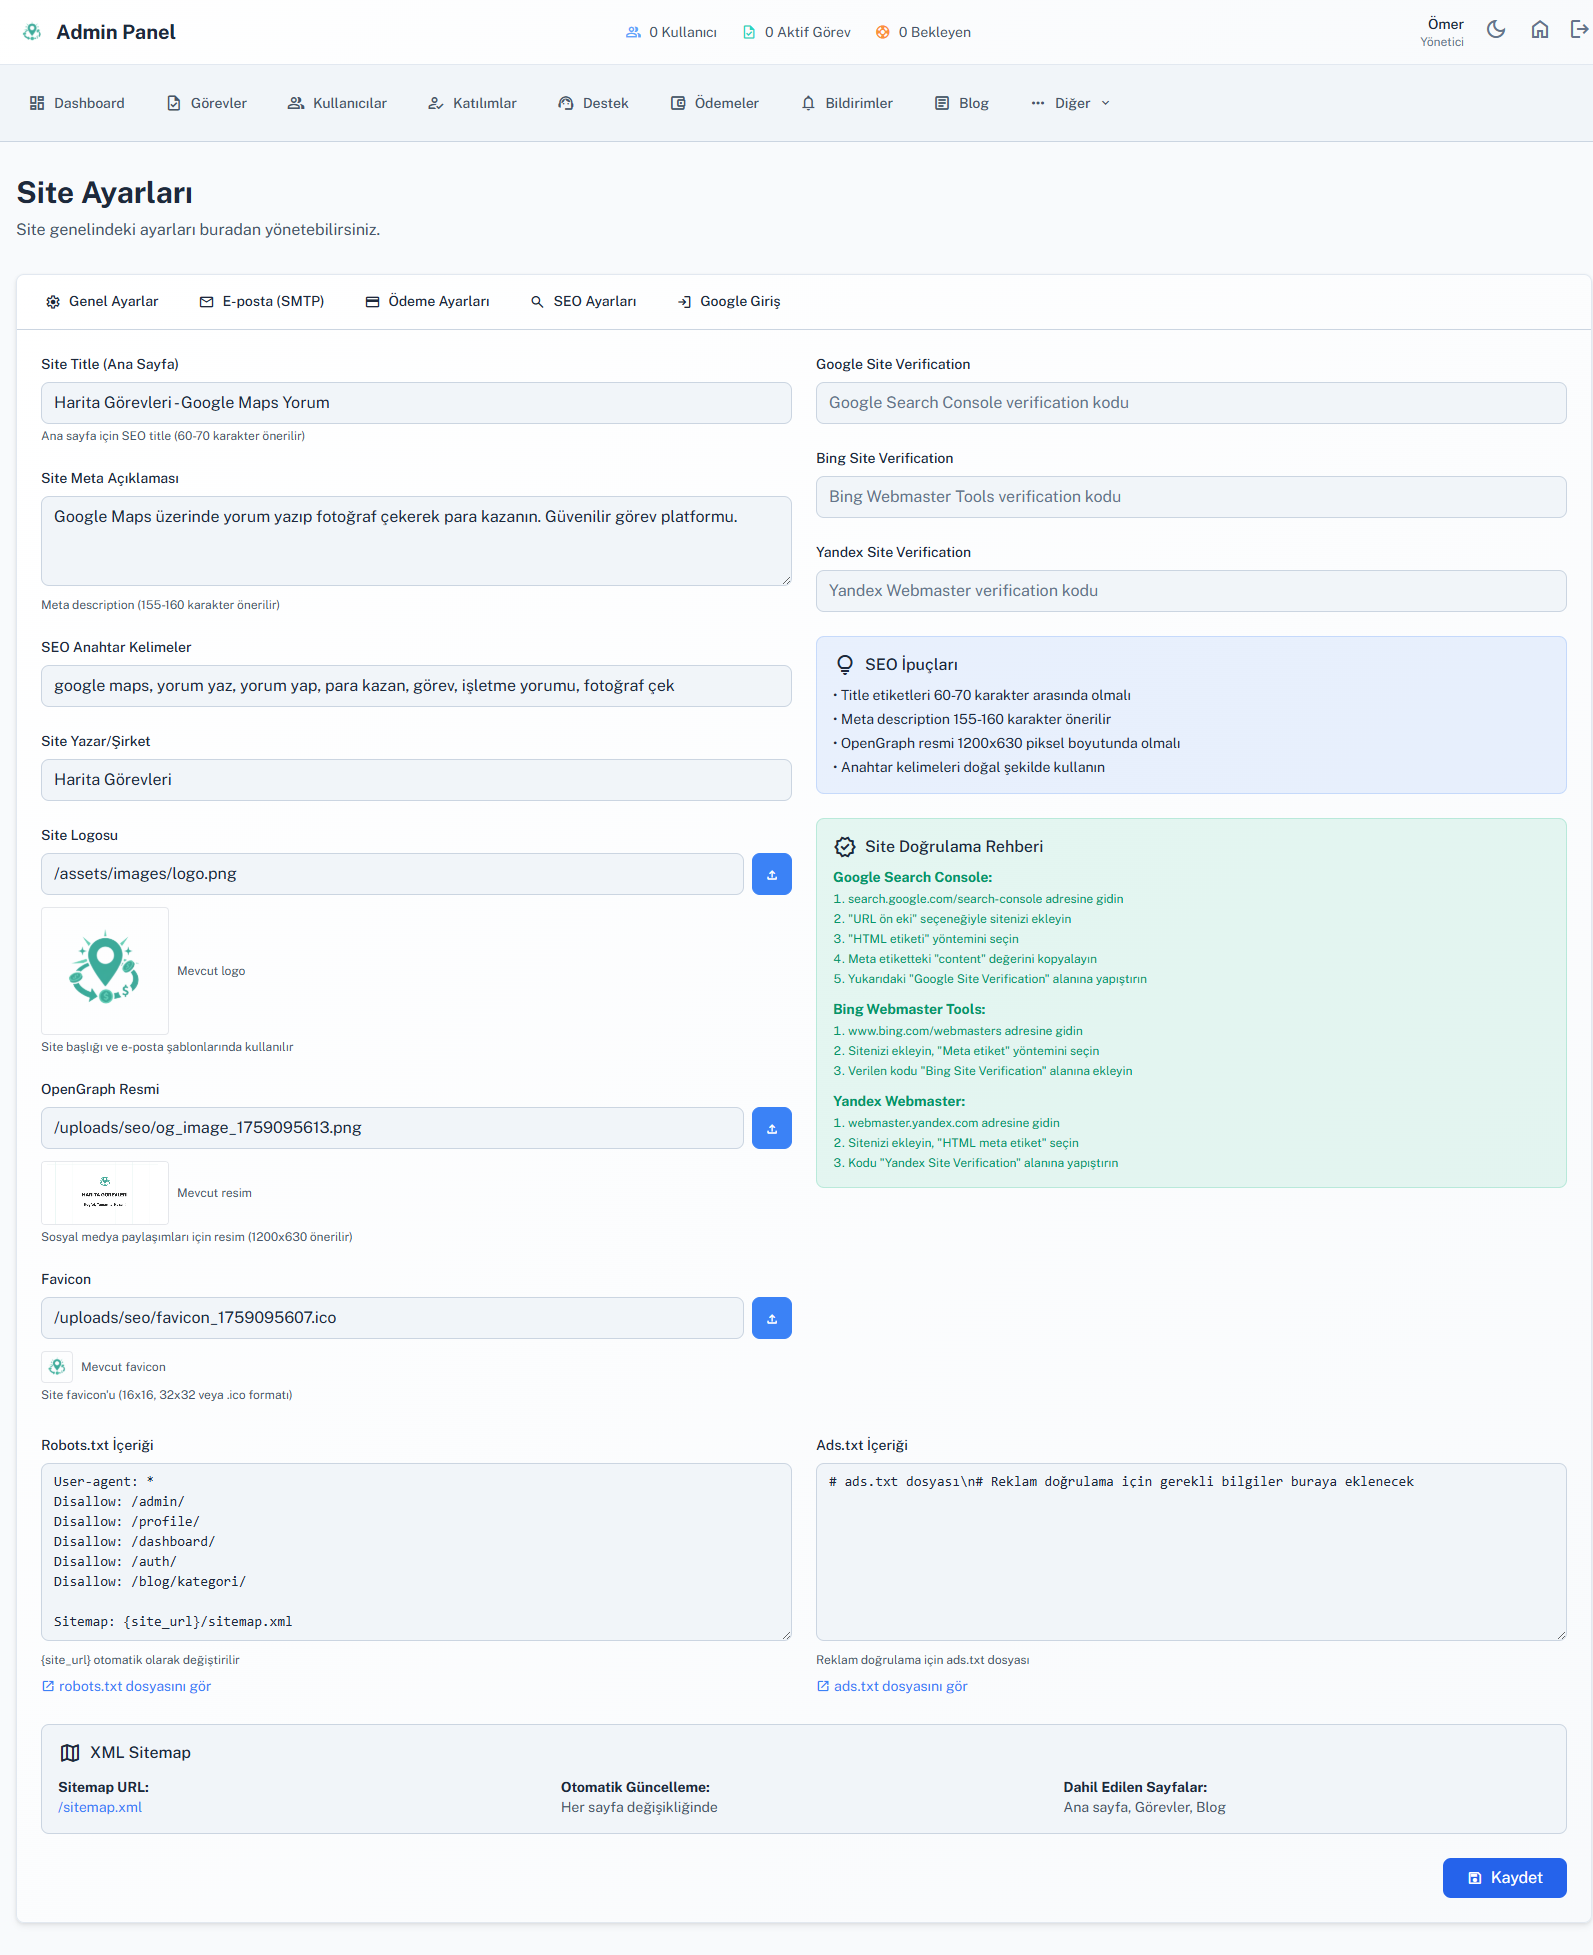 Admin Panel
0 Kullanıcı
0 Aktif Görev
0 Bekleyen
Ömer
Yönetici
Dashboard
Görevler
Kullanıcılar
Katılımlar
Destek
Ödemeler
Bildirimler
Blog
Diğer
Site Ayarları
Site genelindeki ayarları buradan yönetebilirsiniz.
Genel Ayarlar
E-posta (SMTP)
Ödeme Ayarları
SEO Ayarları
Google Giriş
Site Title (Ana Sayfa)
Harita Görevleri - Google Maps Yorum
Ana sayfa için SEO title (60-70 karakter önerilir)
Site Meta Açıklaması
Google Maps üzerinde yorum yazıp fotoğraf çekerek para kazanın. Güvenilir görev platformu.
Meta description (155-160 karakter önerilir)
SEO Anahtar Kelimeler
google maps, yorum yaz, yorum yap, para kazan, görev, işletme yorumu, fotoğraf çek
Site Yazar/Şirket
Harita Görevleri
Site Logosu
/assets/images/logo.png
Mevcut logo
Site başlığı ve e-posta şablonlarında kullanılır
OpenGraph Resmi
/uploads/seo/og_image_1759095613.png
HARİTA GÖREVLERİ
Mevcut resim
Sosyal medya paylaşımları için resim (1200x630 önerilir)
Favicon
/uploads/seo/favicon_1759095607.ico
Mevcut favicon
Site favicon'u (16x16, 32x32 veya .ico formatı)
Google Site Verification
Google Search Console verification kodu
Bing Site Verification
Bing Webmaster Tools verification kodu
Yandex Site Verification
Yandex Webmaster verification kodu
SEO İpuçları
• Title etiketleri 60-70 karakter arasında olmalı
• Meta description 155-160 karakter önerilir
• OpenGraph resmi 1200x630 piksel boyutunda olmalı
• Anahtar kelimeleri doğal şekilde kullanın
Site Doğrulama Rehberi
Google Search Console:
1. search.google.com/search-console adresine gidin
2. "URL ön eki" seçeneğiyle sitenizi ekleyin
3. "HTML etiketi" yöntemini seçin
4. Meta etiketteki "content" değerini kopyalayın
5. Yukarıdaki "Google Site Verification" alanına yapıştırın
Bing Webmaster Tools:
1. www.bing.com/webmasters adresine gidin
2. Sitenizi ekleyin, "Meta etiket" yöntemini seçin
3. Verilen kodu "Bing Site Verification" alanına ekleyin
Yandex Webmaster:
1. webmaster.yandex.com adresine gidin
2. Sitenizi ekleyin, "HTML meta etiket" seçin
3. Kodu "Yandex Site Verification" alanına yapıştırın
Robots.txt İçeriği
User-agent: *
Disallow: /admin/
Disallow: /profile/
Disallow: /dashboard/
Disallow: /auth/
Disallow: /blog/kategori/
Sitemap: {site_url}/sitemap.xml
{site_url} otomatik olarak değiştirilir
robots.txt dosyasını gör
Ads.txt İçeriği
# ads.txt dosyası\n# Reklam doğrulama için gerekli bilgiler buraya eklenecek
Reklam doğrulama için ads.txt dosyası
ads.txt dosyasını gör
XML Sitemap
Sitemap URL:
/sitemap.xml
Otomatik Güncelleme:
Her sayfa değişikliğinde
Dahil Edilen Sayfalar:
Ana sayfa, Görevler, Blog
Kaydet